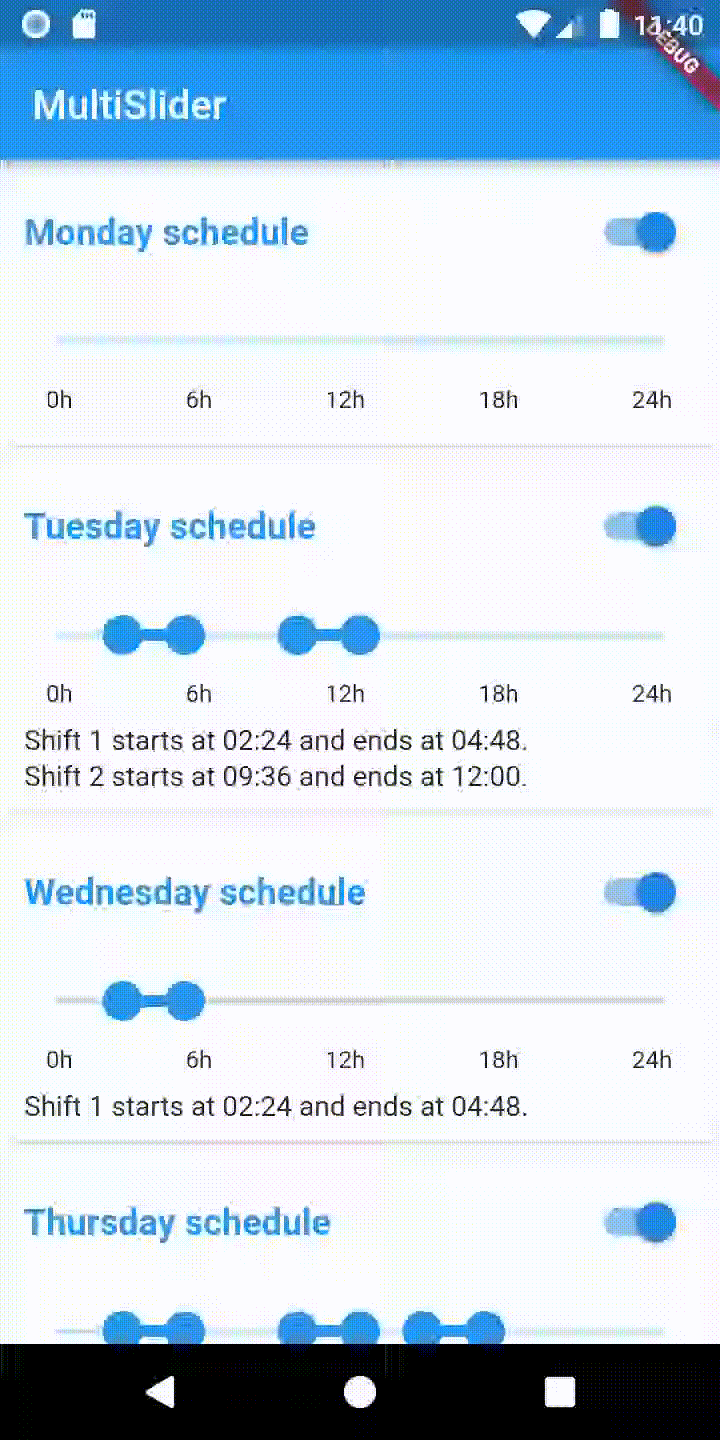 11:40
DEBUG
MultiSlider
Monday schedule
0h 6h 12h 18h 24h
Tuesday schedule
0h 6h 12h 18h 24h
Shift 1 starts at 02:24 and ends at 04:48.
Shift 2 starts at 09:36 and ends at 12:00.
Wednesday schedule
0h 6h 12h 18h 24h
Shift 1 starts at 02:24 and ends at 04:48.
Thursday schedule